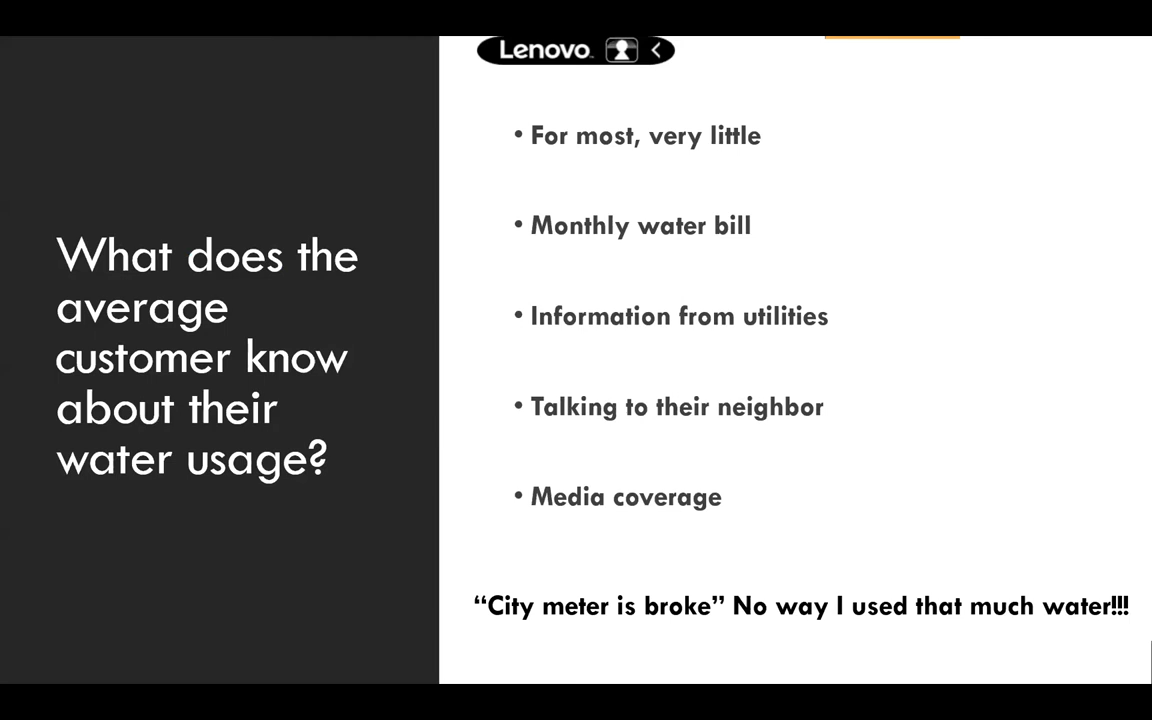 Lenovo
What does the
average
customer know
about their
water usage?
• For most, very little
• Monthly water bill
• Information from utilities
• Talking to their neighbor
• Media coverage
“City meter is broke” No way I used that much water!!!